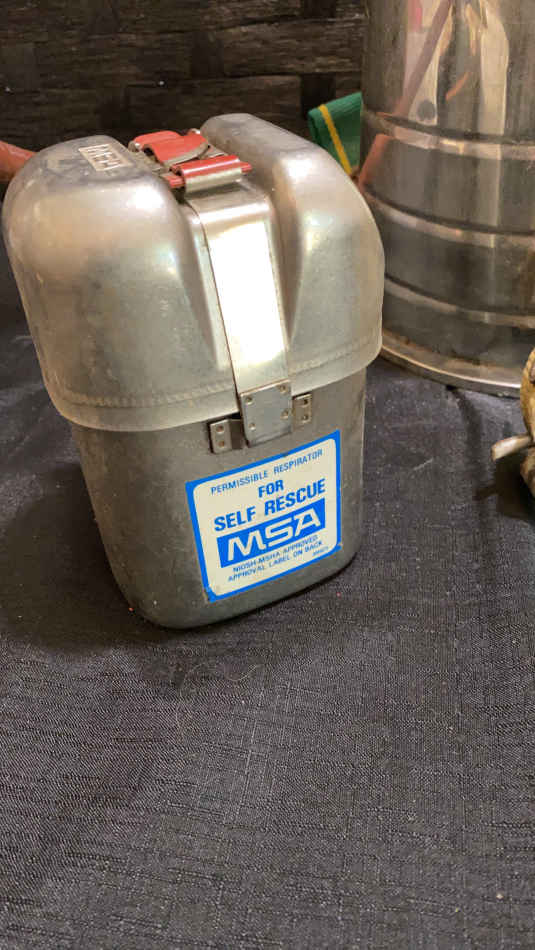 PERMISSIBLE RESPIRATOR
FOR
SELF RESCUE
MSA
NIOSH-MSHA APPROVED
APPROVAL LABEL ON BACK